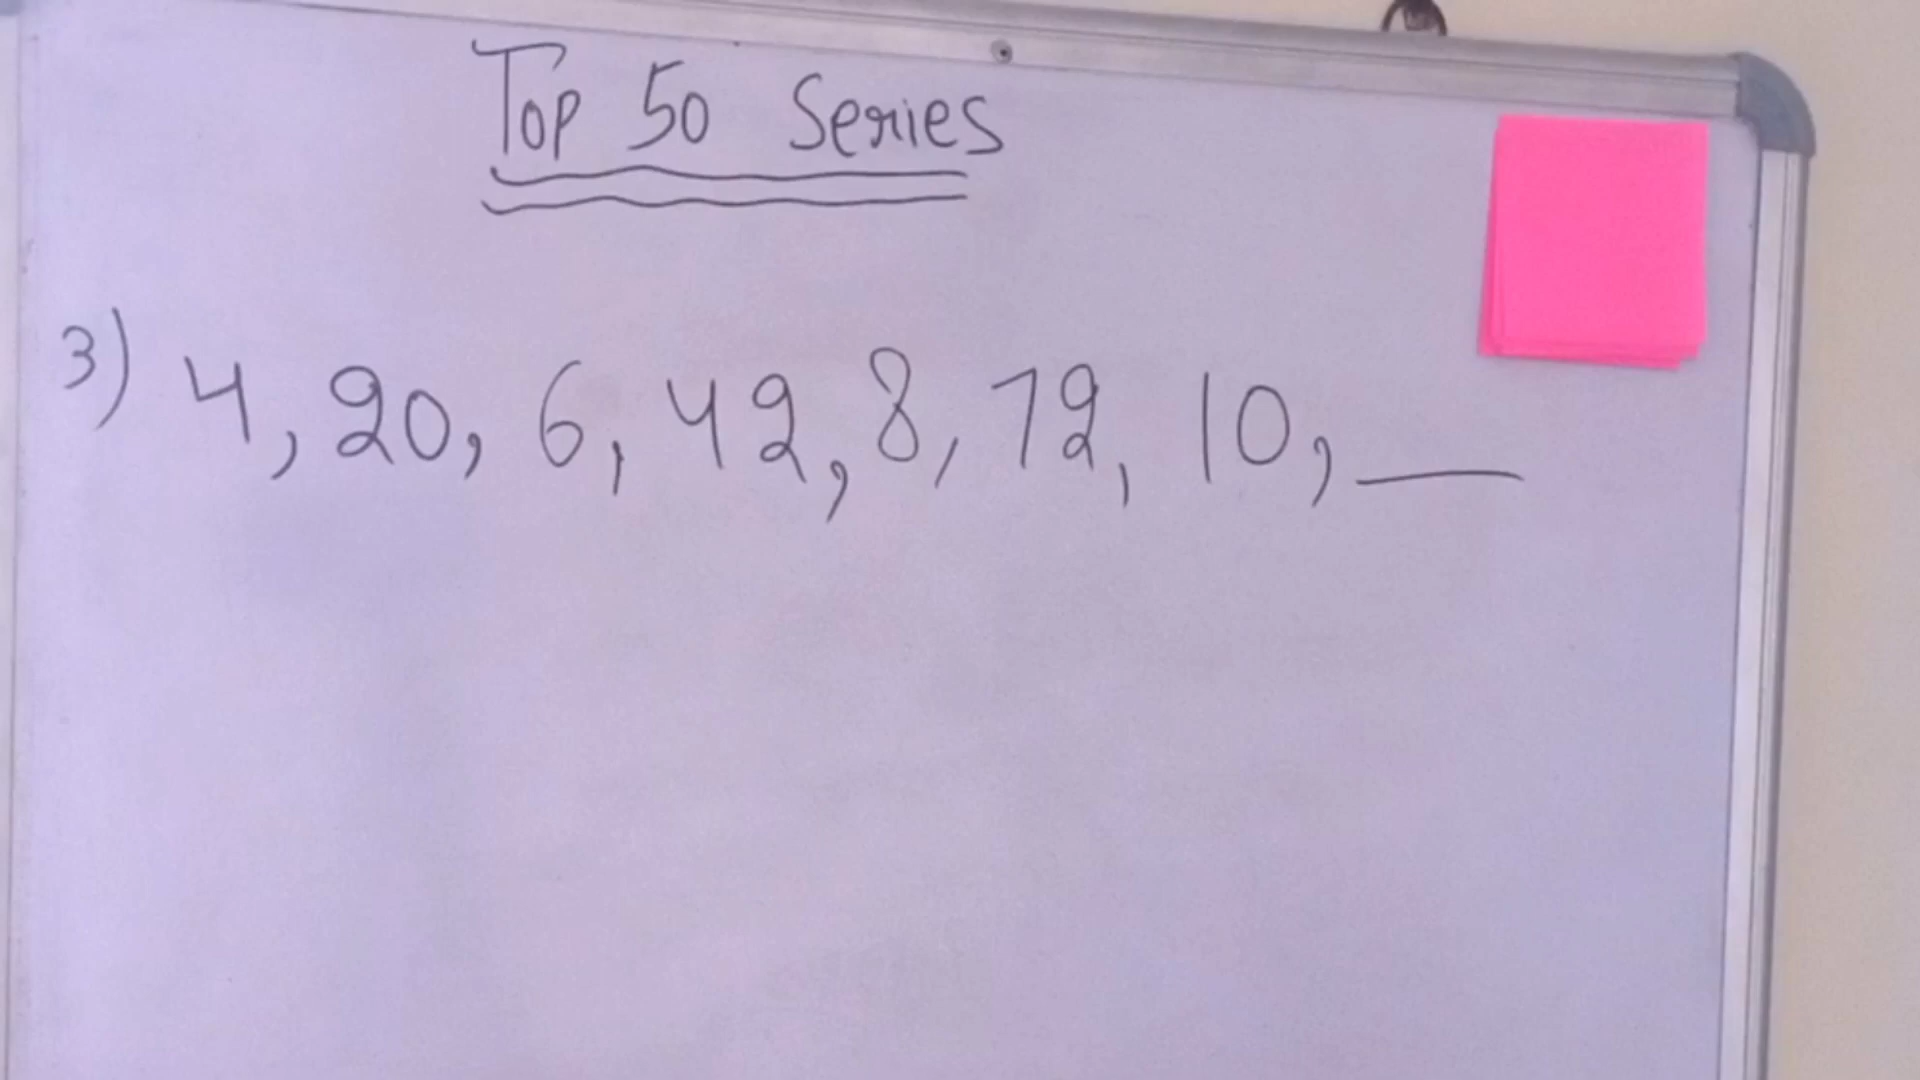 Top 50 Series
3) 4, 20, 6, 42, 8, 72, 10, __